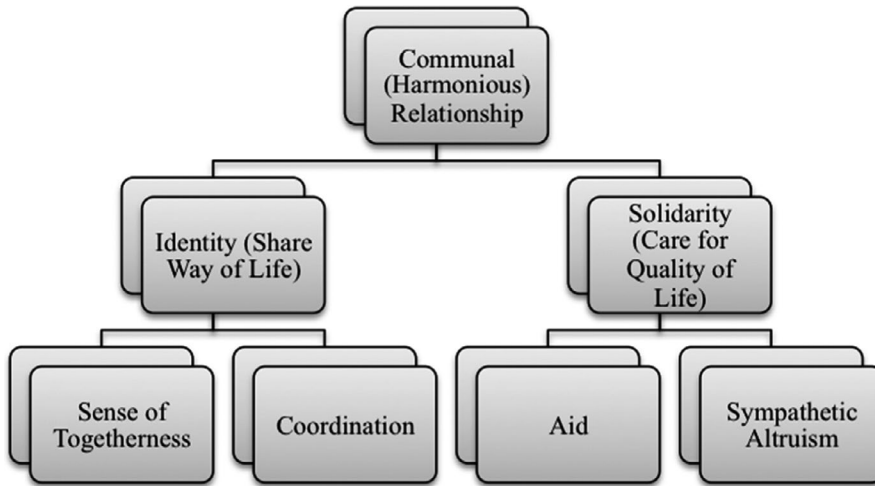 Communal
(Harmonious)
Relationship
Identity (Share
Way of Life)
Solidarity
(Care for
Quality of
Life)
Sense of
Togetherness
Coordination
Aid
Sympathetic
Altruism